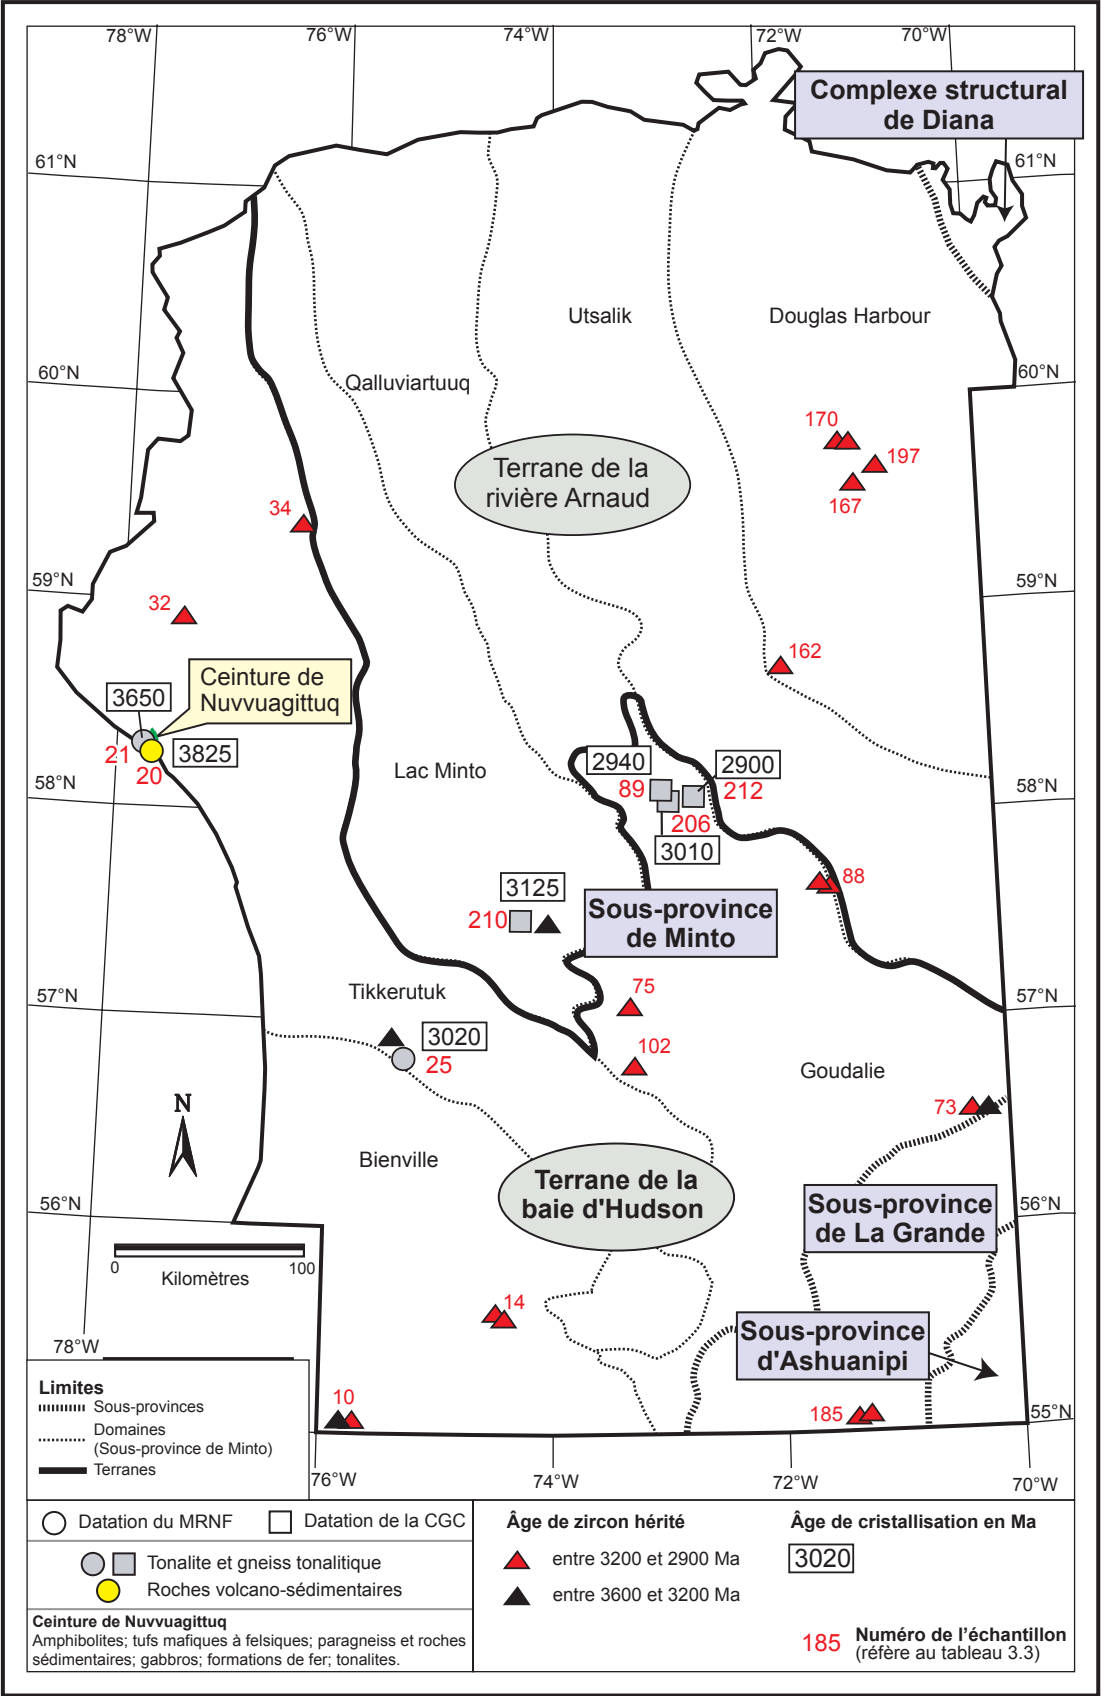 78°W
76°W
74°W
72°W
70°W
Complexe structural
de Diana
61°N
61°N
Utsalik
Douglas Harbour
60°N
60°N
Qalluviartuuq
170
197
167
Terrane de la
rivière Arnaud
34
59°N
59°N
32
162
Ceinture de
Nuvvuagittuq
3650
21
20
3825
Lac Minto
2940
2900
89
212
206
3010
58°N
58°N
88
3125
210
Sous-province
de Minto
57°N
57°N
Tikkerutuk
75
3020
25
102
Goudalie
73
N
Bienville
Terrane de la
baie d'Hudson
56°N
56°N
Sous-province
de La Grande
0
100
Kilomètres
14
Sous-province
d'Ashuanipi
78°W
10
185
55°N
76°W
74°W
72°W
70°W
Limites
Sous-provinces
Domaines
(Sous-province de Minto)
Terranes
Datation du MRNF
Datation de la CGC
Tonalite et gneiss tonalitique
Roches volcano-sédimentaires
Ceinture de Nuvvuagittuq
Amphibolites; tufs mafiques à felsiques; paragneiss et roches
sédimentaires; gabbros; formations de fer; tonalites.
Âge de zircon hérité
entre 3200 et 2900 Ma
entre 3600 et 3200 Ma
Âge de cristallisation en Ma
3020
185
Numéro de l'échantillon
(réfère au tableau 3.3)